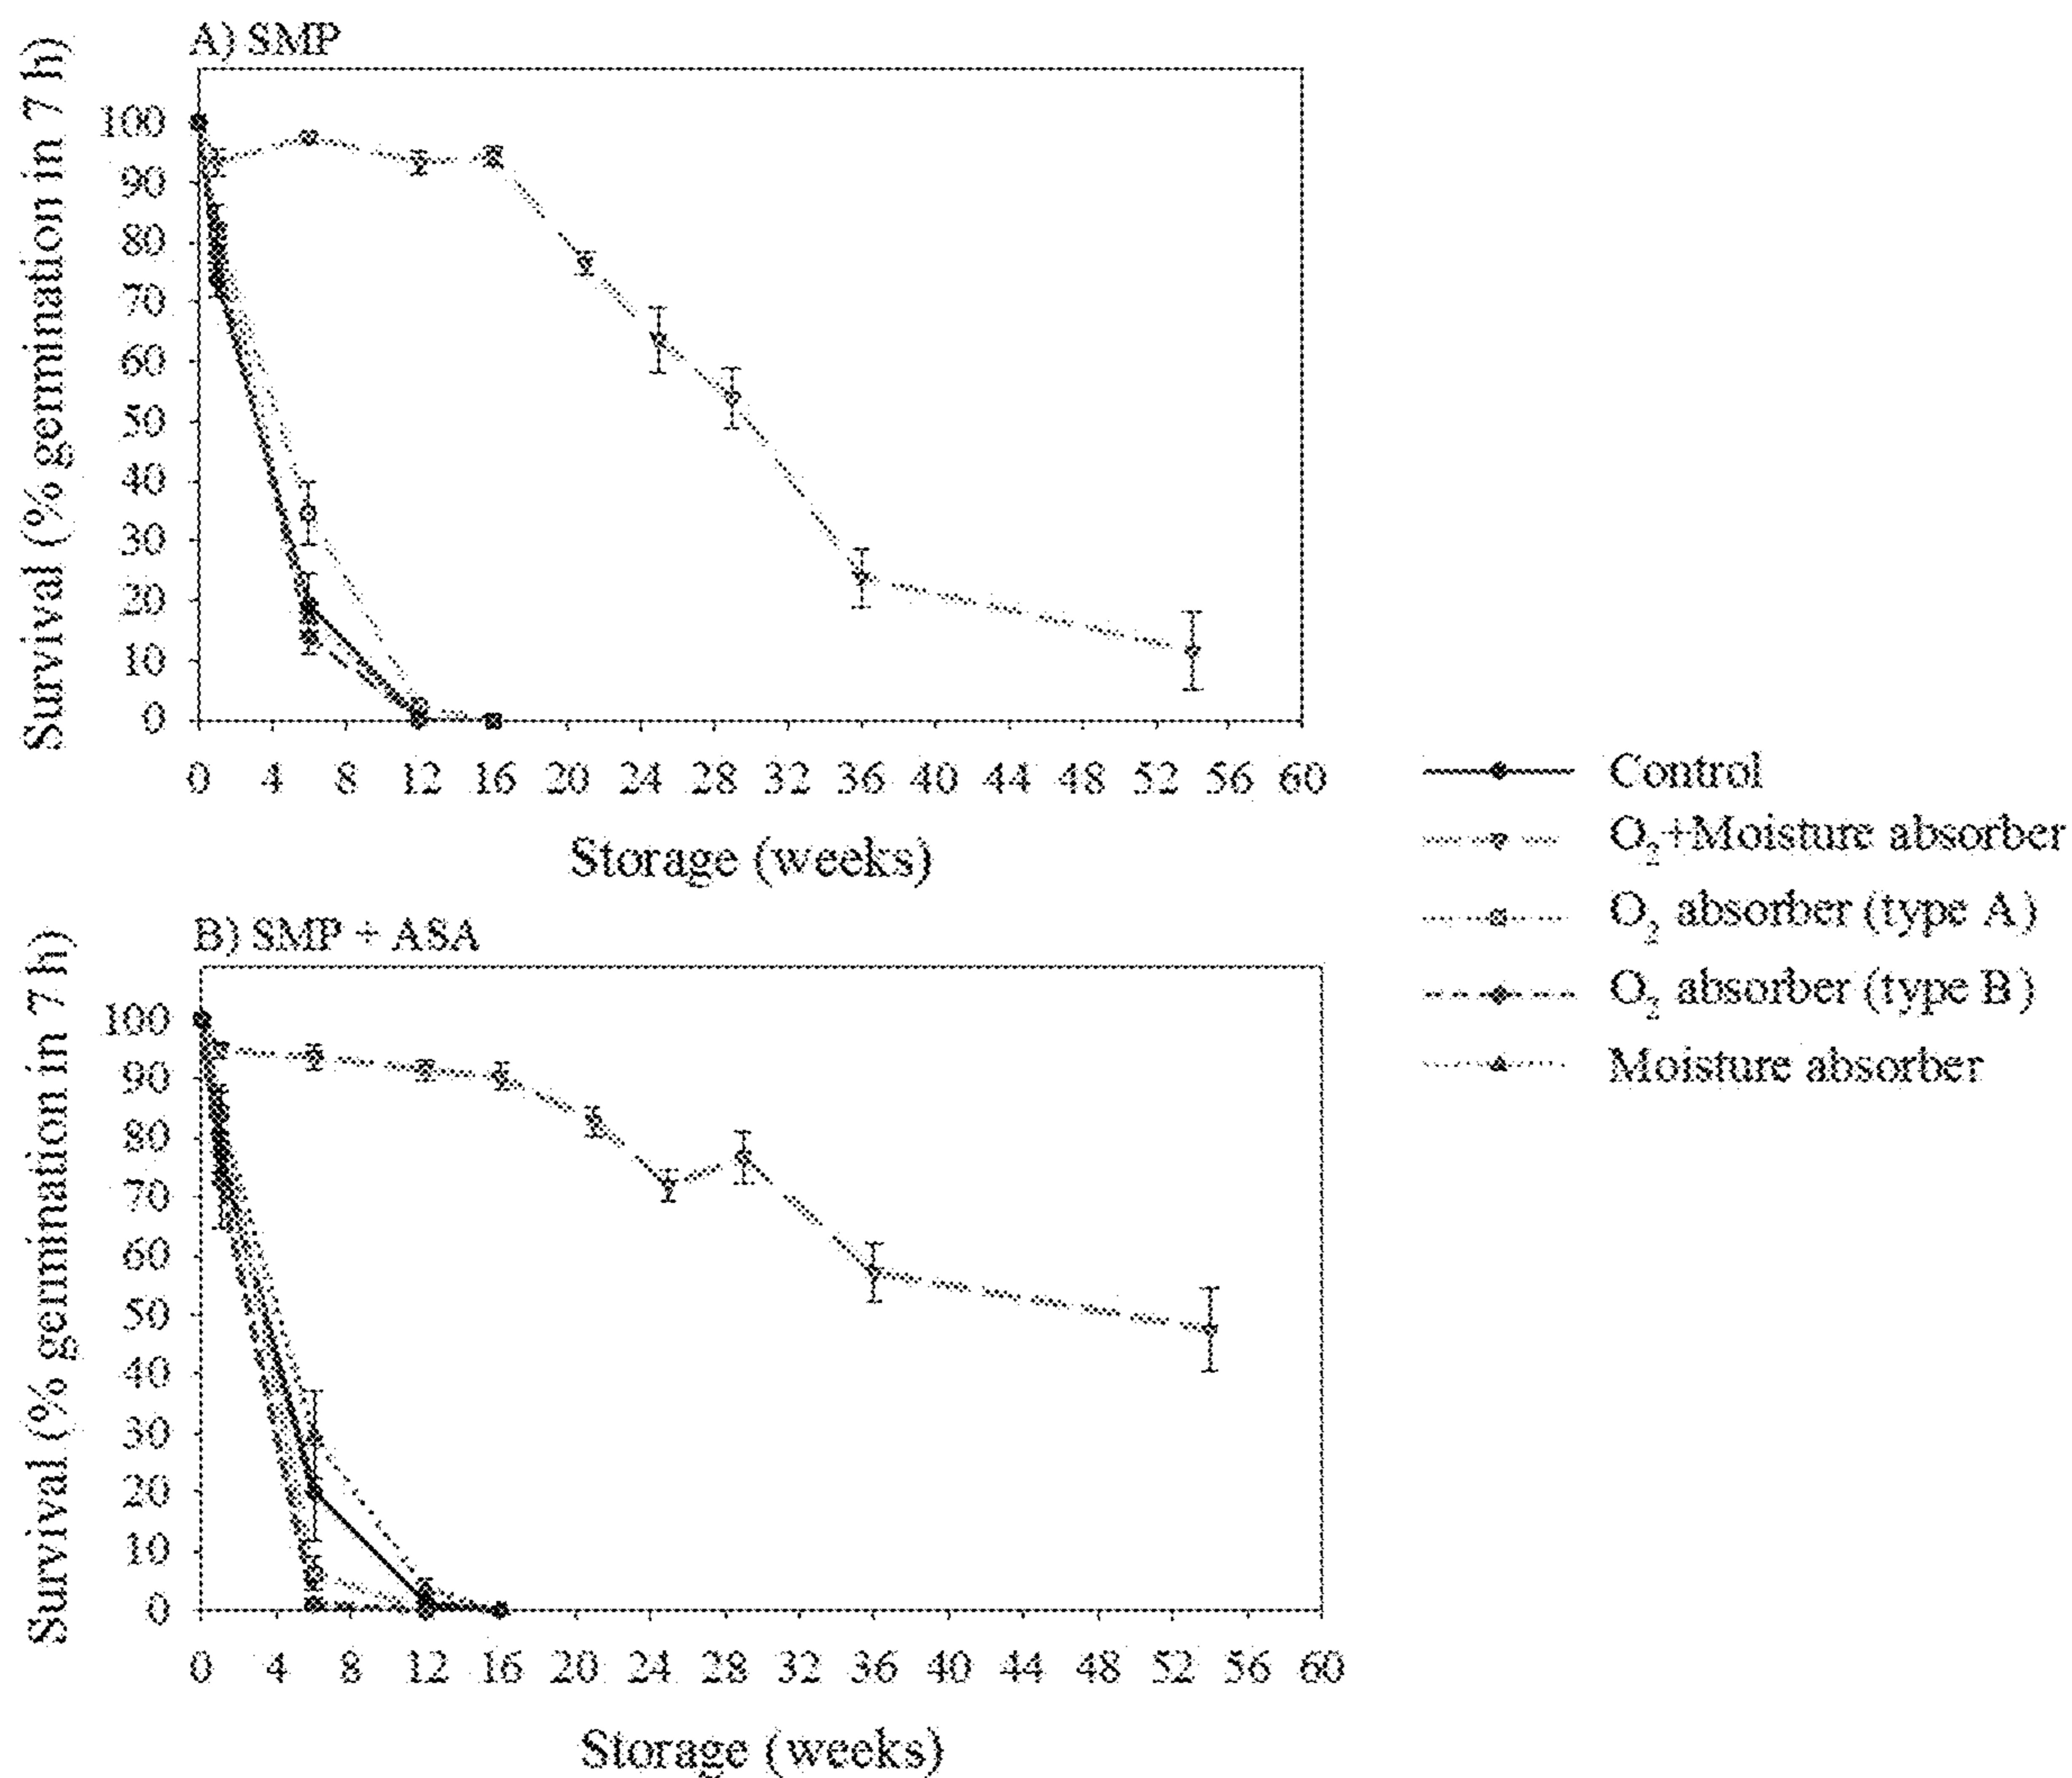 A) SMP
Survival (% germination in 7 h)
100
90
80
70
60
50
40
30
20
10
0
0 4 8 12 16 20 24 28 32 36 40 44 48 52 56 60
Storage (weeks)
Control
O2+Moisture absorber
O2 absorber (type A)
O2 absorber (type B)
Moisture absorber
B) SMP + ASA
Survival (% germination in 7 h)
100
90
80
70
60
50
40
30
20
10
0
0 4 8 12 16 20 24 28 32 36 40 44 48 52 56 60
Storage (weeks)